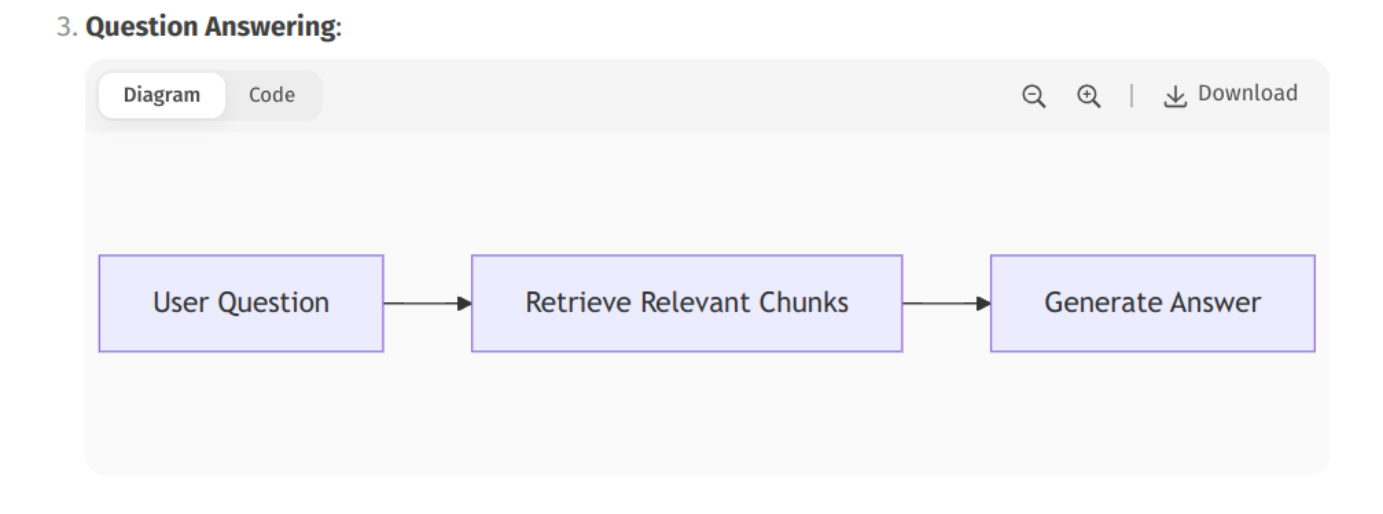 3. Question Answering:
Diagram Code Download
User Question Retrieve Relevant Chunks Generate Answer